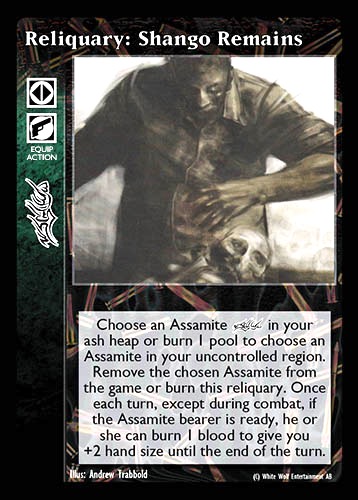 Reliquary: Shango Remains
EQUIP
ACTION
Choose an Assamite in your
ash heap or burn 1 pool to choose an
Assamite in your uncontrolled region.
Remove the chosen Assamite from
the game or burn this reliquary. Once
each turn, except during combat, if
the Assamite bearer is ready, he or
she can burn 1 blood to give you
+2 hand size until the end of the turn.
Illus: Andrew Trabbold
(C) White Wolf Entertainment AB